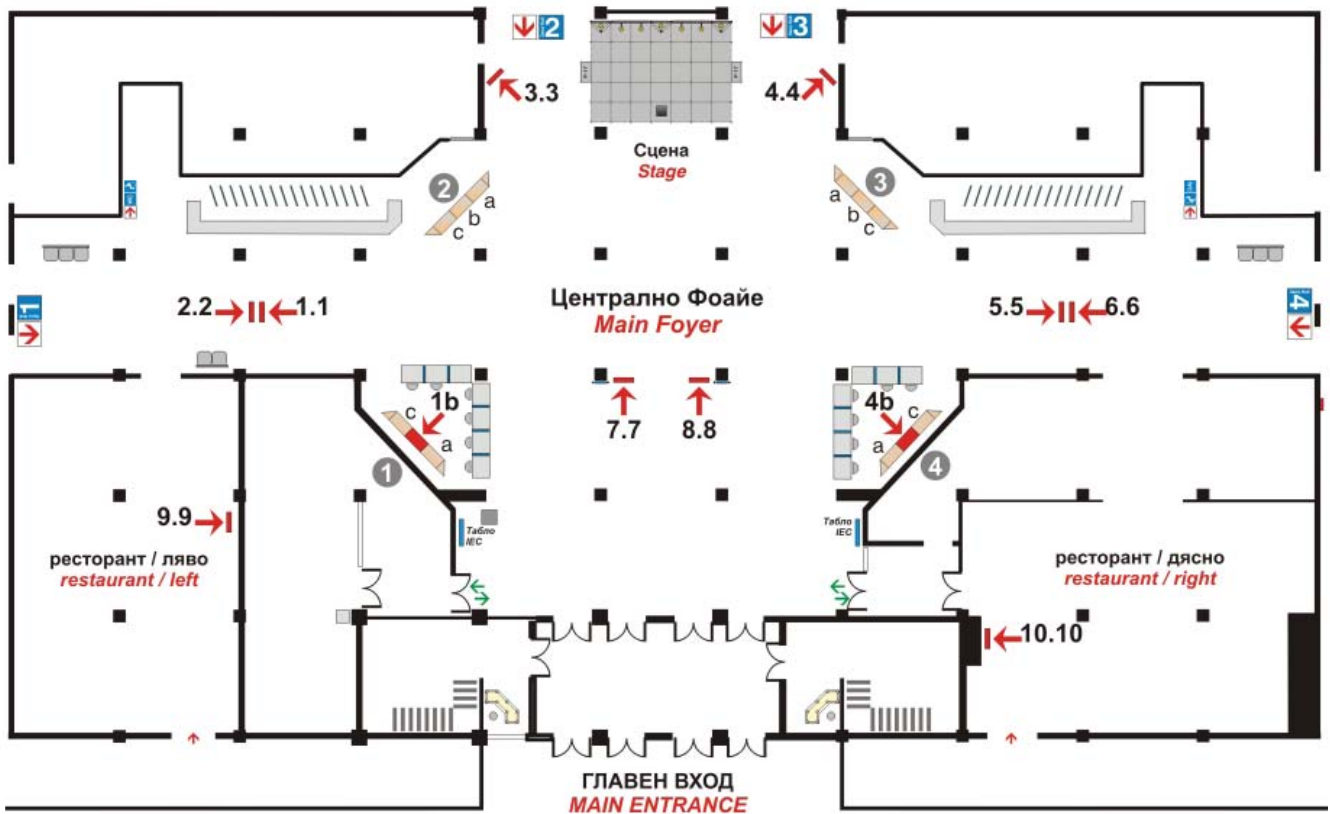 2
3
3.3
4.4
Сцена
Stage
2
a
b
c
3
a
b
c
1
2.2
1.1
Централно Фоайе
Main Foyer
5.5
6.6
4
1b
c
a
1
7.7
8.8
4b
c
a
4
9.9
Табло
IEC
Табло
IEC
ресторант / ляво
restaurant / left
ресторант / дясно
restaurant / right
10.10
ГЛАВЕН ВХОД
MAIN ENTRANCE